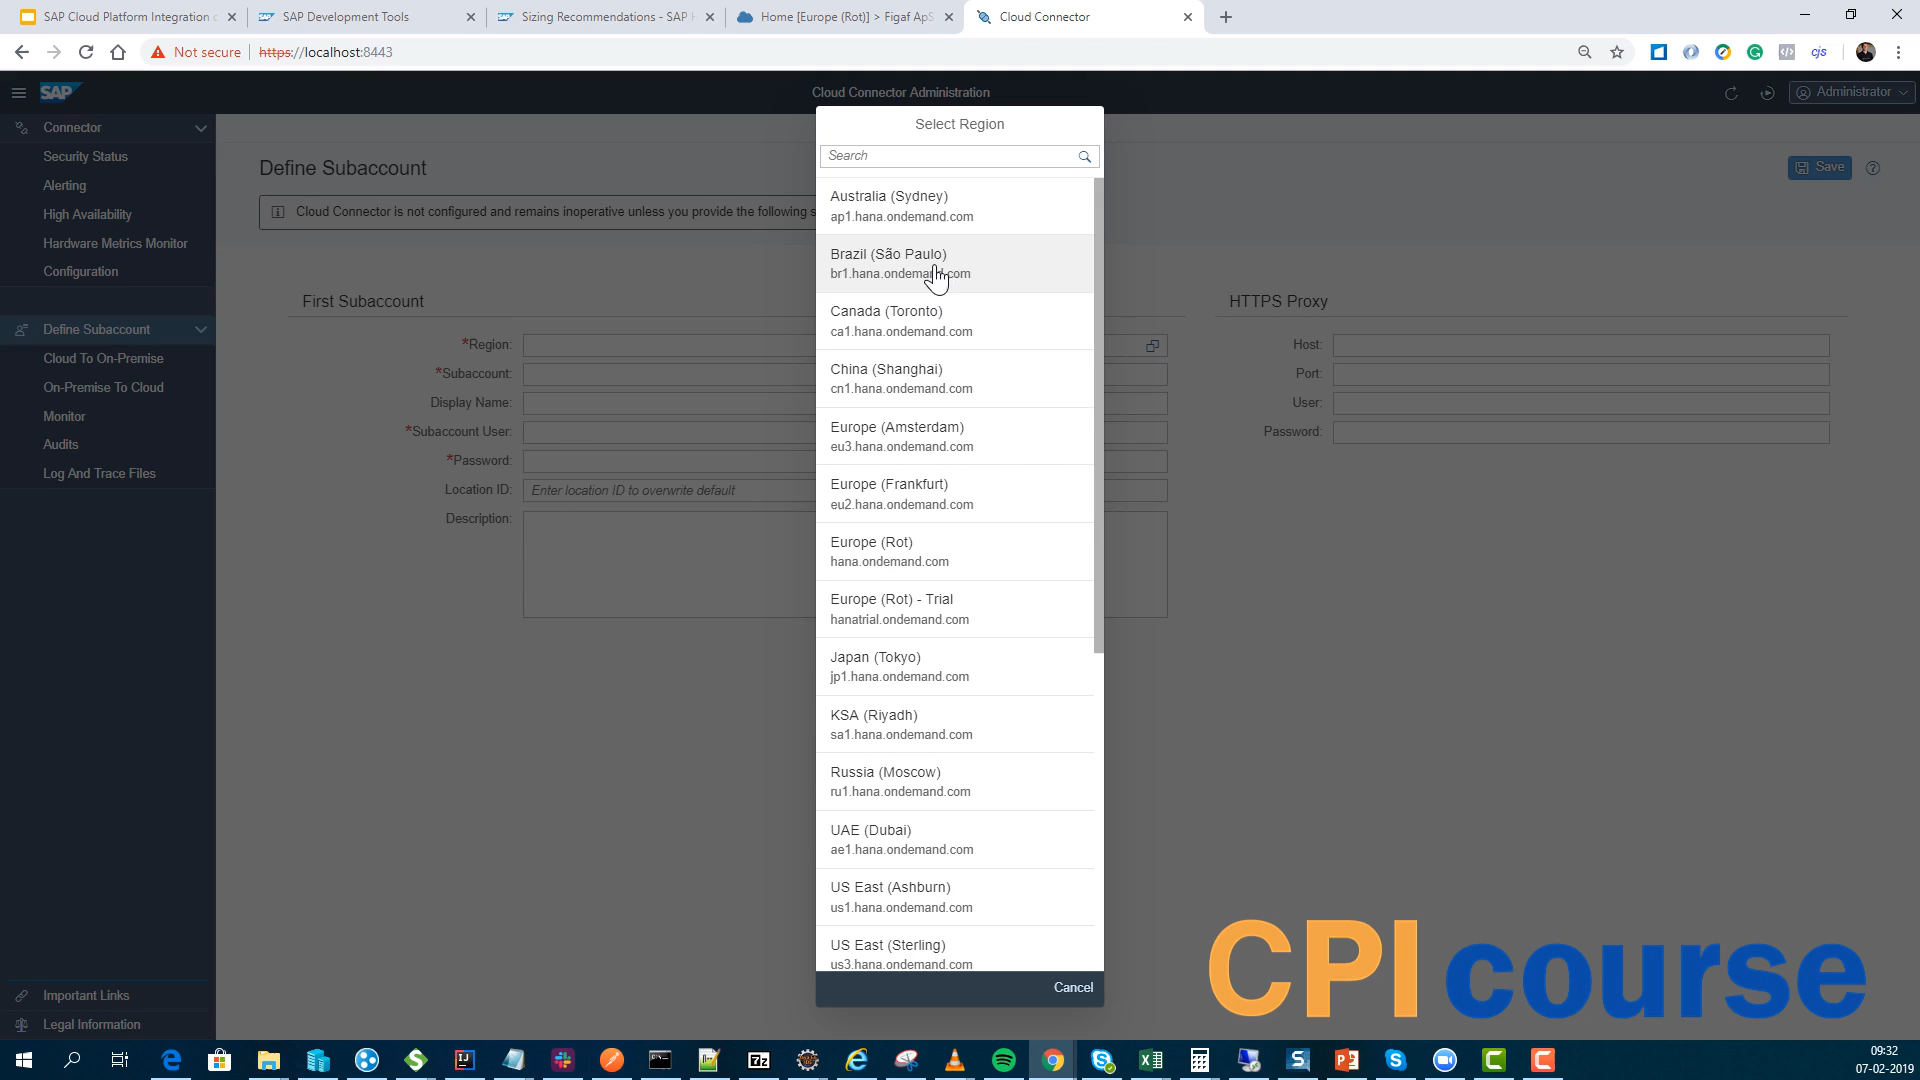 SAP Cloud Platform Integration
SAP Development Tools
Sizing Recommendations - SAP
Home [Europe (Rot)] > Figaf ApS
Cloud Connector
Not secure
https://localhost:8443
cjs
SAP
Cloud Connector Administration
Administrator
Connector
Security Status
Alerting
High Availability
Hardware Metrics Monitor
Configuration
Define Subaccount
Cloud To On-Premise
On-Premise To Cloud
Monitor
Audits
Log And Trace Files
Important Links
Legal Information
Define Subaccount
Save
Cloud Connector is not configured and remains inoperative unless you provide the following
First Subaccount
*Region:
*Subaccount:
Display Name:
*Subaccount User:
*Password:
Location ID:
Enter location ID to overwrite default
Description:
HTTPS Proxy
Host:
Port:
User:
Password:
Select Region
Search
Australia (Sydney)
ap1.hana.ondemand.com
Brazil (São Paulo)
br1.hana.ondemand.com
Canada (Toronto)
ca1.hana.ondemand.com
China (Shanghai)
cn1.hana.ondemand.com
Europe (Amsterdam)
eu3.hana.ondemand.com
Europe (Frankfurt)
eu2.hana.ondemand.com
Europe (Rot)
hana.ondemand.com
Europe (Rot) - Trial
hanatrial.ondemand.com
Japan (Tokyo)
jp1.hana.ondemand.com
KSA (Riyadh)
sa1.hana.ondemand.com
Russia (Moscow)
ru1.hana.ondemand.com
UAE (Dubai)
ae1.hana.ondemand.com
US East (Ashburn)
us1.hana.ondemand.com
US East (Sterling)
us3.hana.ondemand.com
Cancel
CPI course
09:32
07-02-2019